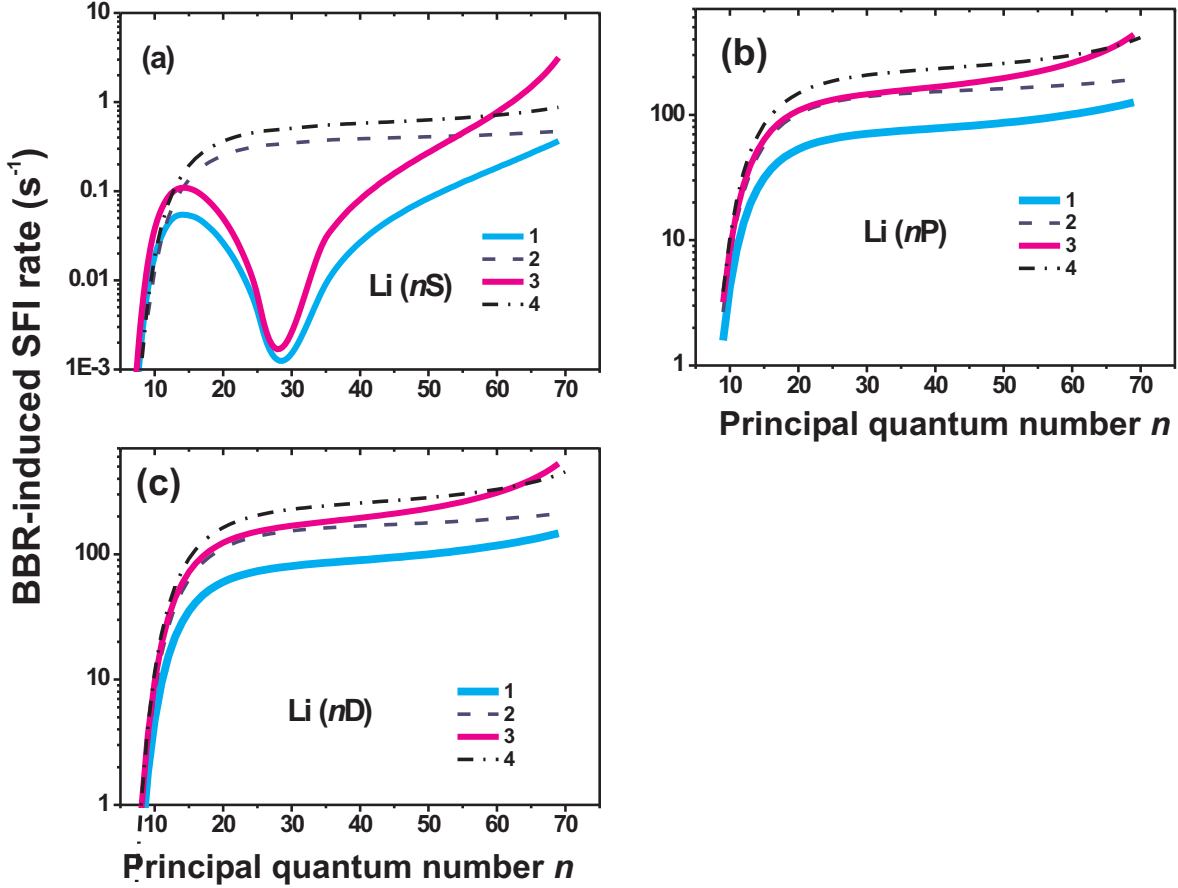 BBR-induced SFI rate (s⁻¹)
(a)
10
1
0.1
0.01
1E-3
Li (nS)
1
2
3
4
10 20 30 40 50 60 70
(b)
100
10
1
Li (nP)
1
2
3
4
10 20 30 40 50 60 70
Principal quantum number n
(c)
100
10
1
Li (nD)
1
2
3
4
10 20 30 40 50 60 70
Principal quantum number n